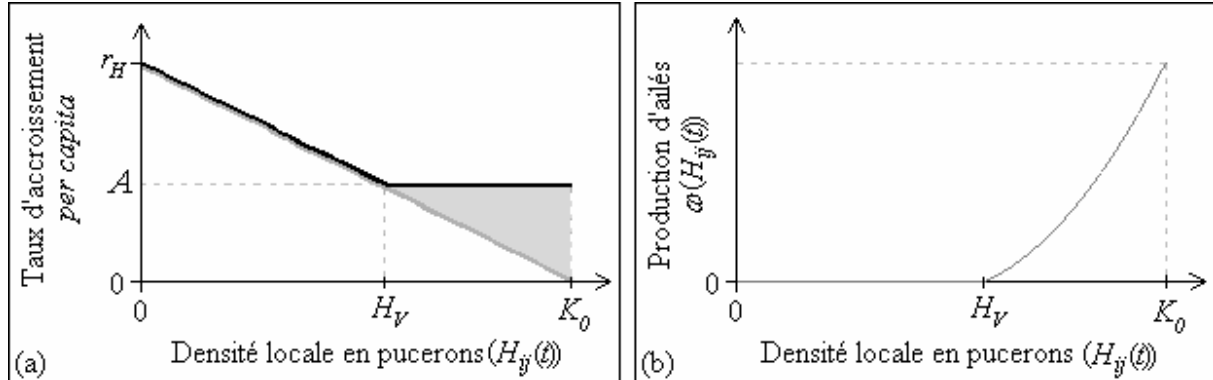 Taux d'accroissement
per capita
r_H
A
0
0
H_V
K_0
Densité locale en pucerons (H_ij(t))
(a)
Production d'ailés
ϖ(H_ij(t))
0
0
H_V
K_0
Densité locale en pucerons (H_ij(t))
(b)